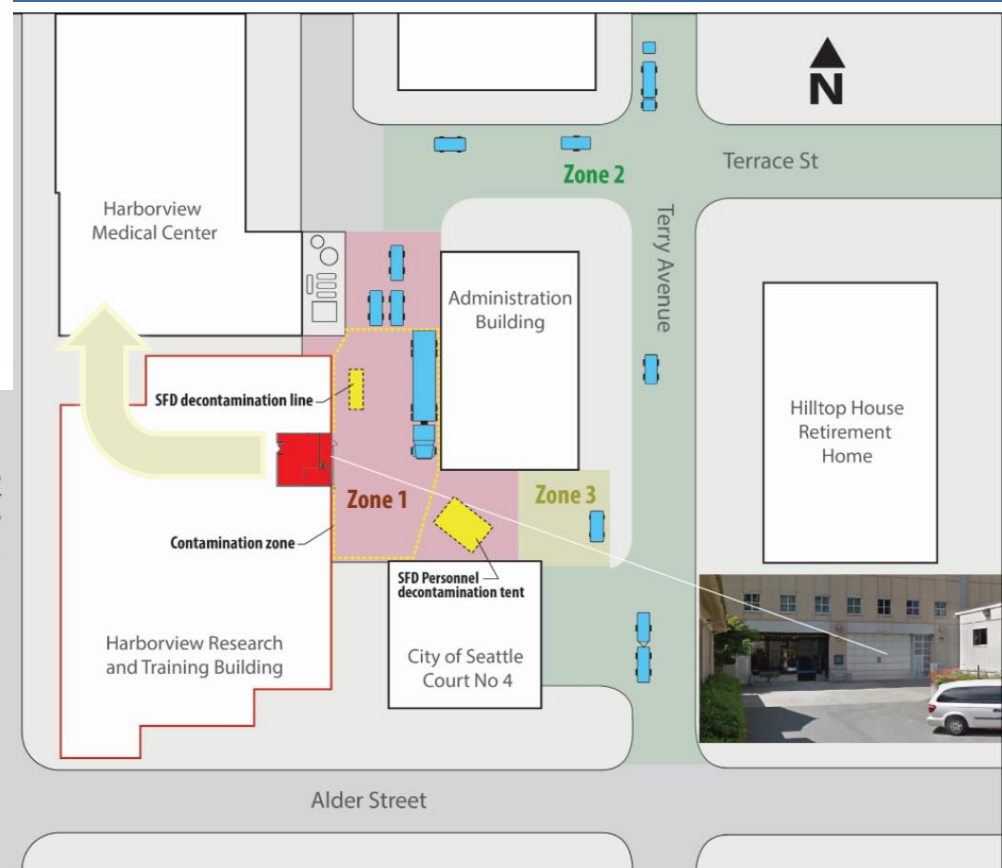 N
Terrace St
Zone 2
Harborview
Medical Center
Terry Avenue
Administration
Building
SFD decontamination line
Hilltop House
Retirement
Home
Zone 1
Zone 3
Contamination zone
SFD Personnel
decontamination tent
Harborview Research
and Training Building
City of Seattle
Court No 4
Alder Street